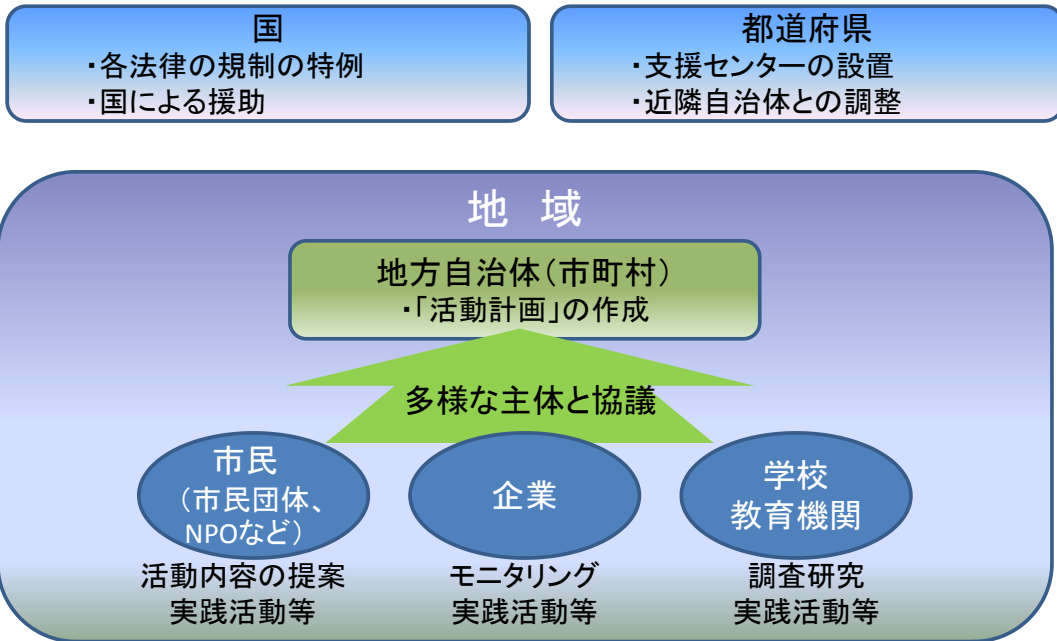 国
・各法律の規制の特例
・国による援助
都道府県
・支援センターの設置
・近隣自治体との調整
地 域
地方自治体(市町村)
・「活動計画」の作成
多様な主体と協議
市民
(市民団体、
NPOなど)
活動内容の提案
実践活動等
企業
モニタリング
実践活動等
学校
教育機関
調査研究
実践活動等